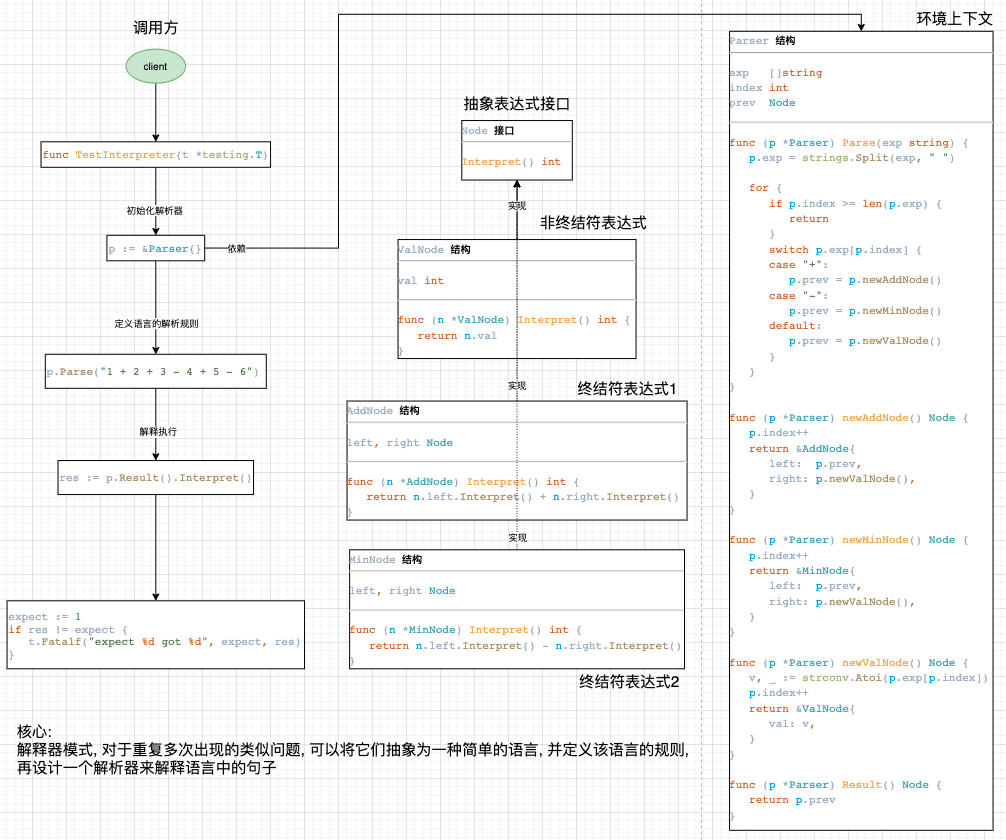 调用方
client
func TestInterpreter(t *testing.T)
初始化解析器
p := &Parser{}
依赖
定义语言的解析规则
p.Parse("1 + 2 + 3 - 4 + 5 - 6")
解释执行
res := p.Result().Interpret()
expect := 1
if res != expect {
t.Fatalf("expect %d got %d", expect, res)
}
抽象表达式接口
Node 接口
Interpret() int
实现
非终结符表达式
ValNode 结构
val int
func (n *ValNode) Interpret() int {
return n.val
}
实现
终结符表达式1
AddNode 结构
left, right Node
func (n *AddNode) Interpret() int {
return n.left.Interpret() + n.right.Interpret()
}
实现
MinNode 结构
left, right Node
func (n *MinNode) Interpret() int {
return n.left.Interpret() - n.right.Interpret()
}
终结符表达式2
环境上下文
Parser 结构
exp []string
index int
prev Node
func (p *Parser) Parse(exp string) {
p.exp = strings.Split(exp, " ")
for {
if p.index >= len(p.exp) {
return
}
switch p.exp[p.index] {
case "+":
p.prev = p.newAddNode()
case "-":
p.prev = p.newMinNode()
default:
p.prev = p.newValNode()
}
}
}
func (p *Parser) newAddNode() Node {
p.index++
return &AddNode{
left: p.prev,
right: p.newValNode(),
}
}
func (p *Parser) newMinNode() Node {
p.index++
return &MinNode{
left: p.prev,
right: p.newValNode(),
}
}
func (p *Parser) newValNode() Node {
v, _ := strconv.Atoi(p.exp[p.index])
p.index++
return &ValNode{
val: v,
}
}
func (p *Parser) Result() Node {
return p.prev
}
核心:
解释器模式, 对于重复多次出现的类似问题, 可以将它们抽象为一种简单的语言, 并定义该语言的规则,
再设计一个解析器来解释语言中的句子